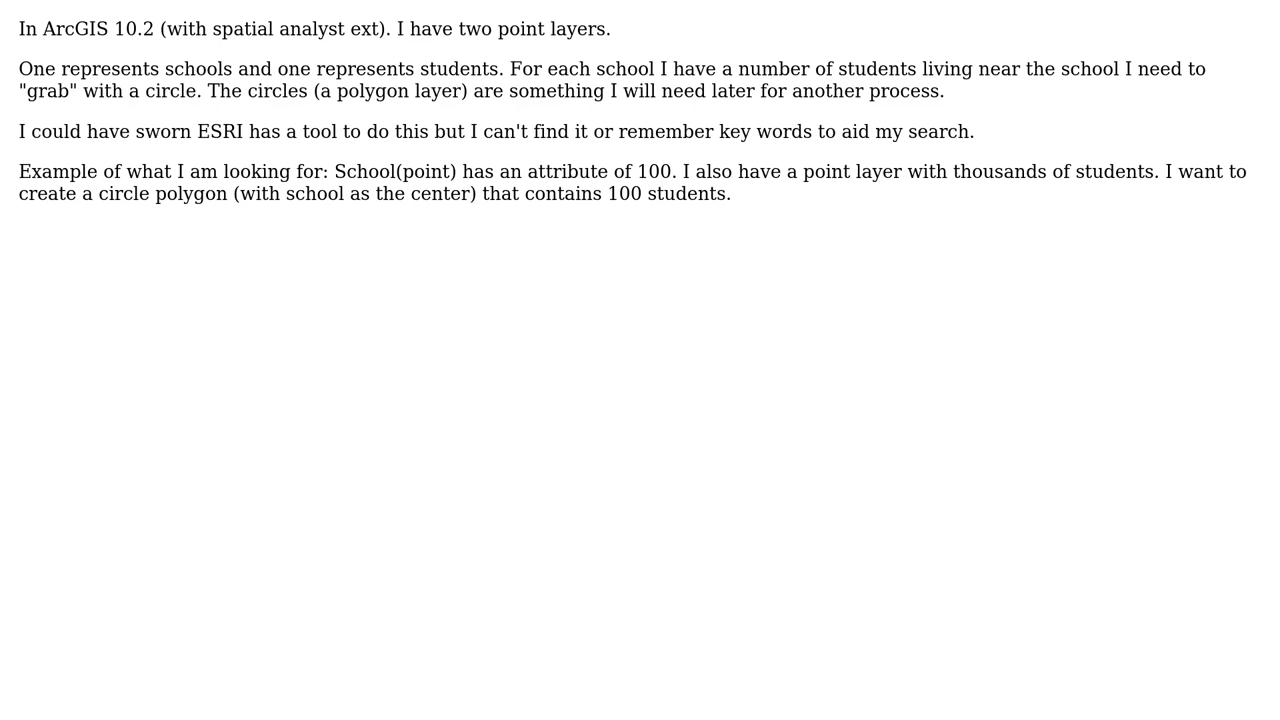 In ArcGIS 10.2 (with spatial analyst ext). I have two point layers.
One represents schools and one represents students. For each school I have a number of students living near the school I need to
"grab" with a circle. The circles (a polygon layer) are something I will need later for another process.
I could have sworn ESRI has a tool to do this but I can't find it or remember key words to aid my search.
Example of what I am looking for: School(point) has an attribute of 100. I also have a point layer with thousands of students. I want to
create a circle polygon (with school as the center) that contains 100 students.